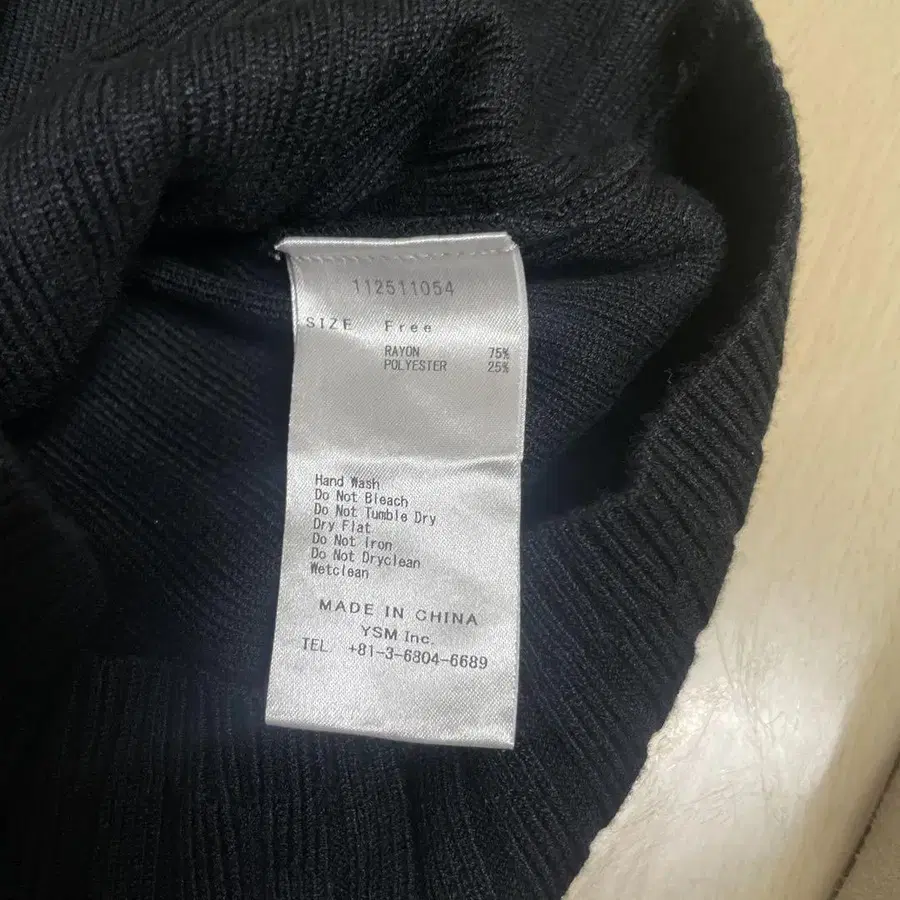 112511054
SIZE Free
RAYON 75%
POLYESTER 25%
Hand Wash
Do Not Bleach
Do Not Tumble Dry
Dry Flat
Do Not Iron
Do Not Dryclean
Wetclean
MADE IN CHINA
YSM Inc.
TEL. +81-3-6804-6689